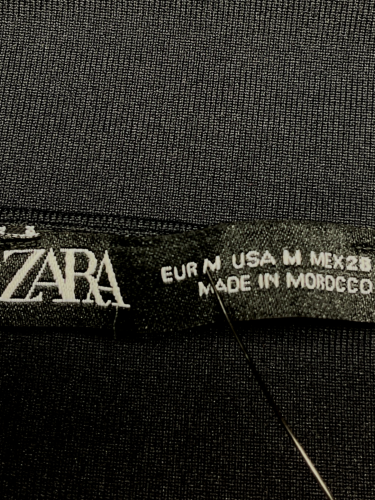 ZARA
EUR M USA M MEX 28
MADE IN MOROCCO